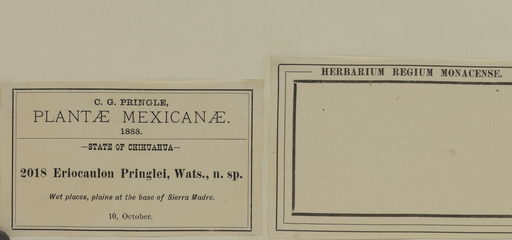 C. G. PRINGLE,
PLANTÆ MEXICANÆ.
1888.
—STATE OF CHIHUAHUA—
2018 Eriocaulon Pringlei, Wats., n. sp.
Wet places, plains at the base of Sierra Madre.
10, October.
HERBARIUM REGIUM MONACENSE.